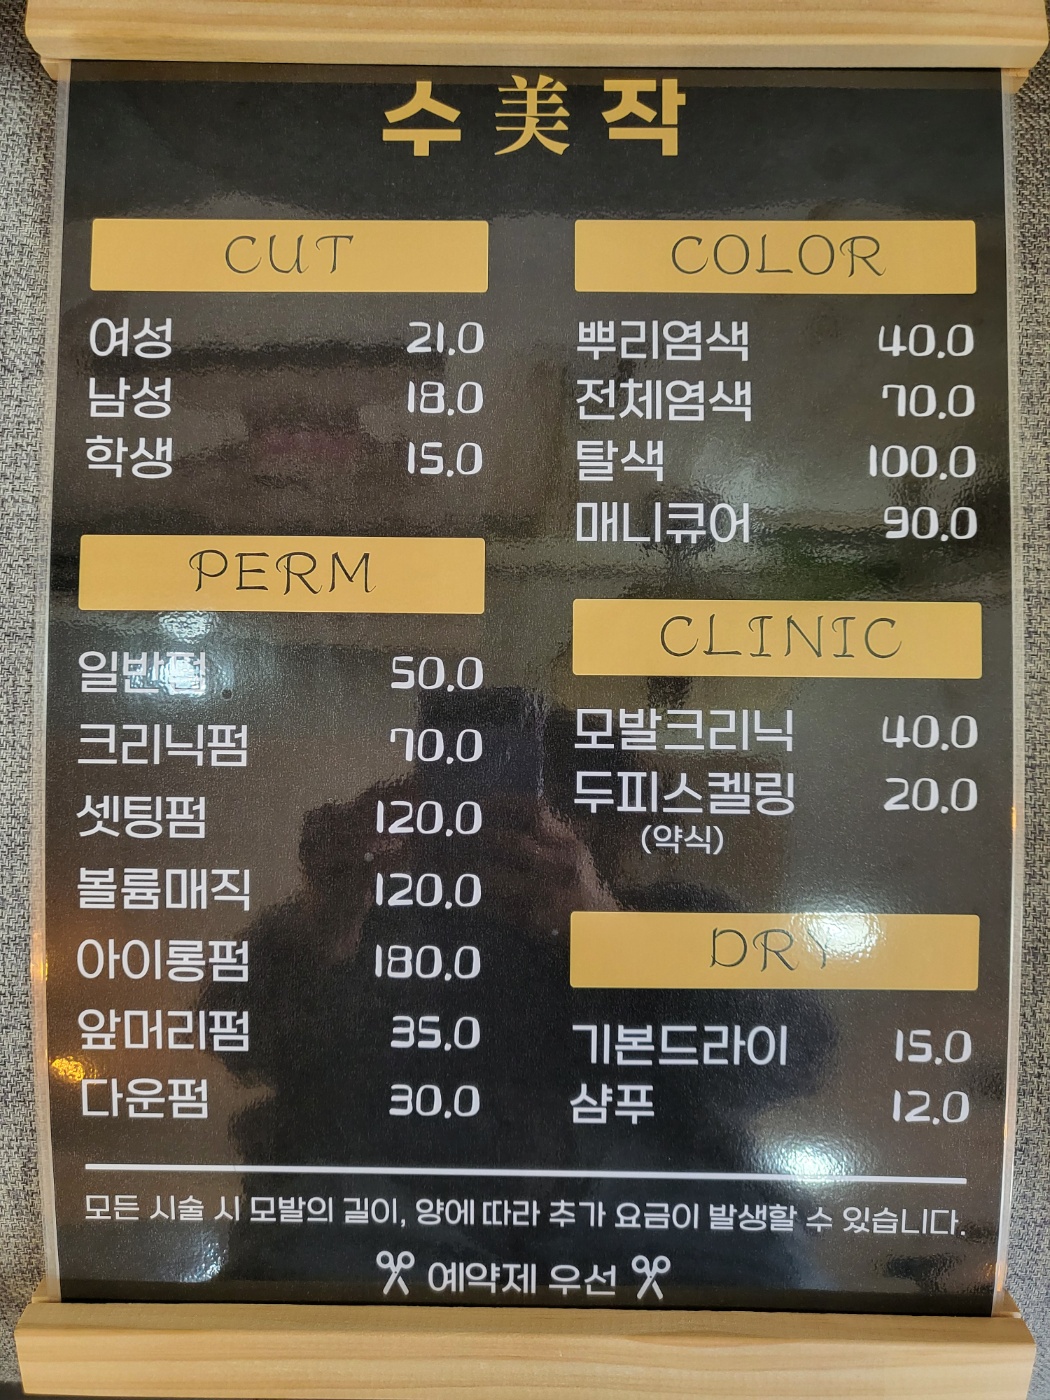 수美작
CUT
여성 21.0
남성 18.0
학생 15.0
PERM
일반펌 50.0
크리닉펌 70.0
셋팅펌 120.0
볼륨매직 120.0
아이롱펌 180.0
앞머리펌 35.0
다운펌 30.0
COLOR
뿌리염색 40.0
전체염색 70.0
탈색 100.0
매니큐어 90.0
CLINIC
모발크리닉 40.0
두피스켈링 20.0
(약식)
DRY
기본드라이 15.0
샴푸 12.0
모든 시술 시 모발의 길이, 양에 따라 추가 요금이 발생할 수 있습니다.
예약제 우선